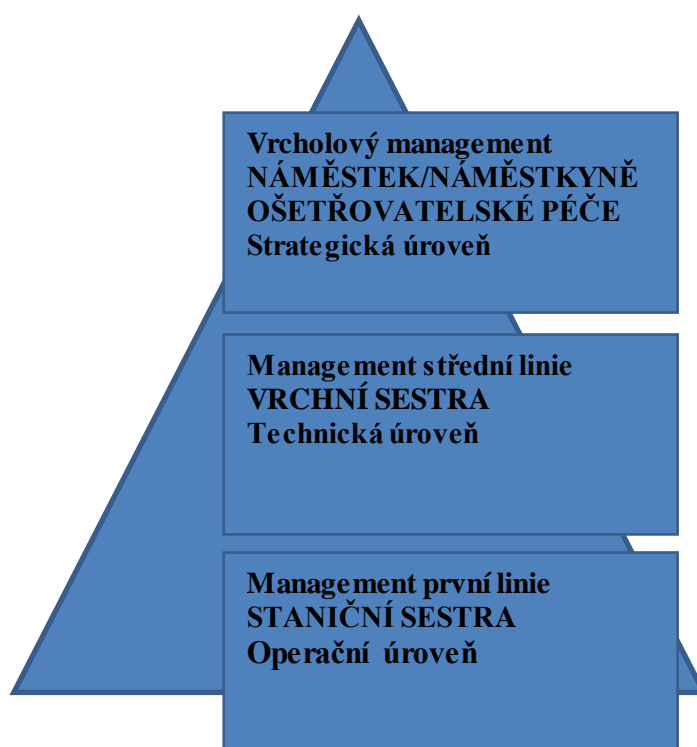 Vrcholový management
NÁMĚSTEK/NÁMĚSTKYNĚ
OŠETŘOVATELSKÉ PÉČE
Strategická úroveň
Management střední linie
VRCHNÍ SESTRA
Technická úroveň
Management první linie
STANIČNÍ SESTRA
Operační úroveň